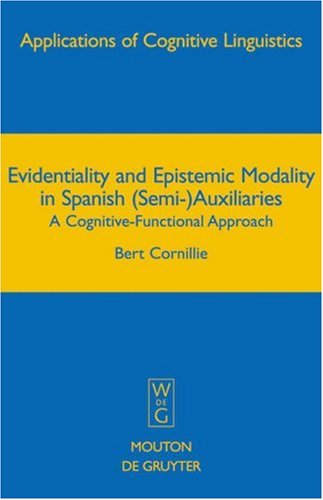 Applications of Cognitive Linguistics
Evidentiality and Epistemic Modality
in Spanish (Semi-)Auxiliaries
A Cognitive-Functional Approach
Bert Cornillie
W
DE
G
MOUTON
DE GRUYTER